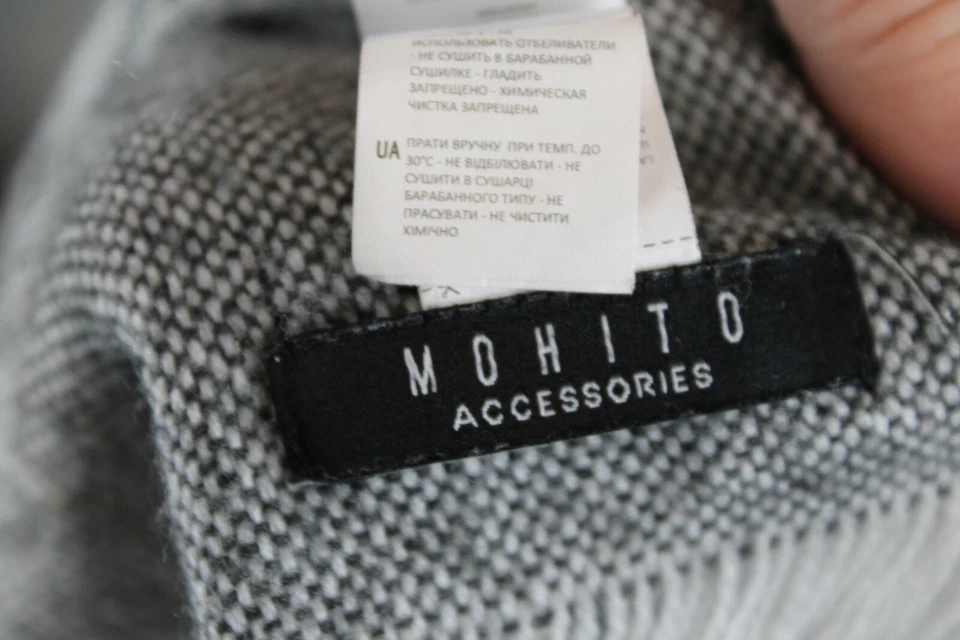 ИСПОЛЬЗОВАТЬ ОТБЕЛИВАТЕЛИ
- НЕ СУШИТЬ В БАРАБАННОЙ
СУШИЛКЕ - ГЛАДИТЬ
ЗАПРЕЩЕНО - ХИМИЧЕСКАЯ
ЧИСТКА ЗАПРЕЩЕНА
UA ПРАТИ ВРУЧНУ ПРИ ТЕМП. ДО
30°C - НЕ ВІДБІЛЮВАТИ - НЕ
СУШИТИ В СУШАРЦІ
БАРАБАННОГО ТИПУ - НЕ
ПРАСУВАТИ - НЕ ЧИСТИТИ
ХІМІЧНО
MOHITO
ACCESSORIES